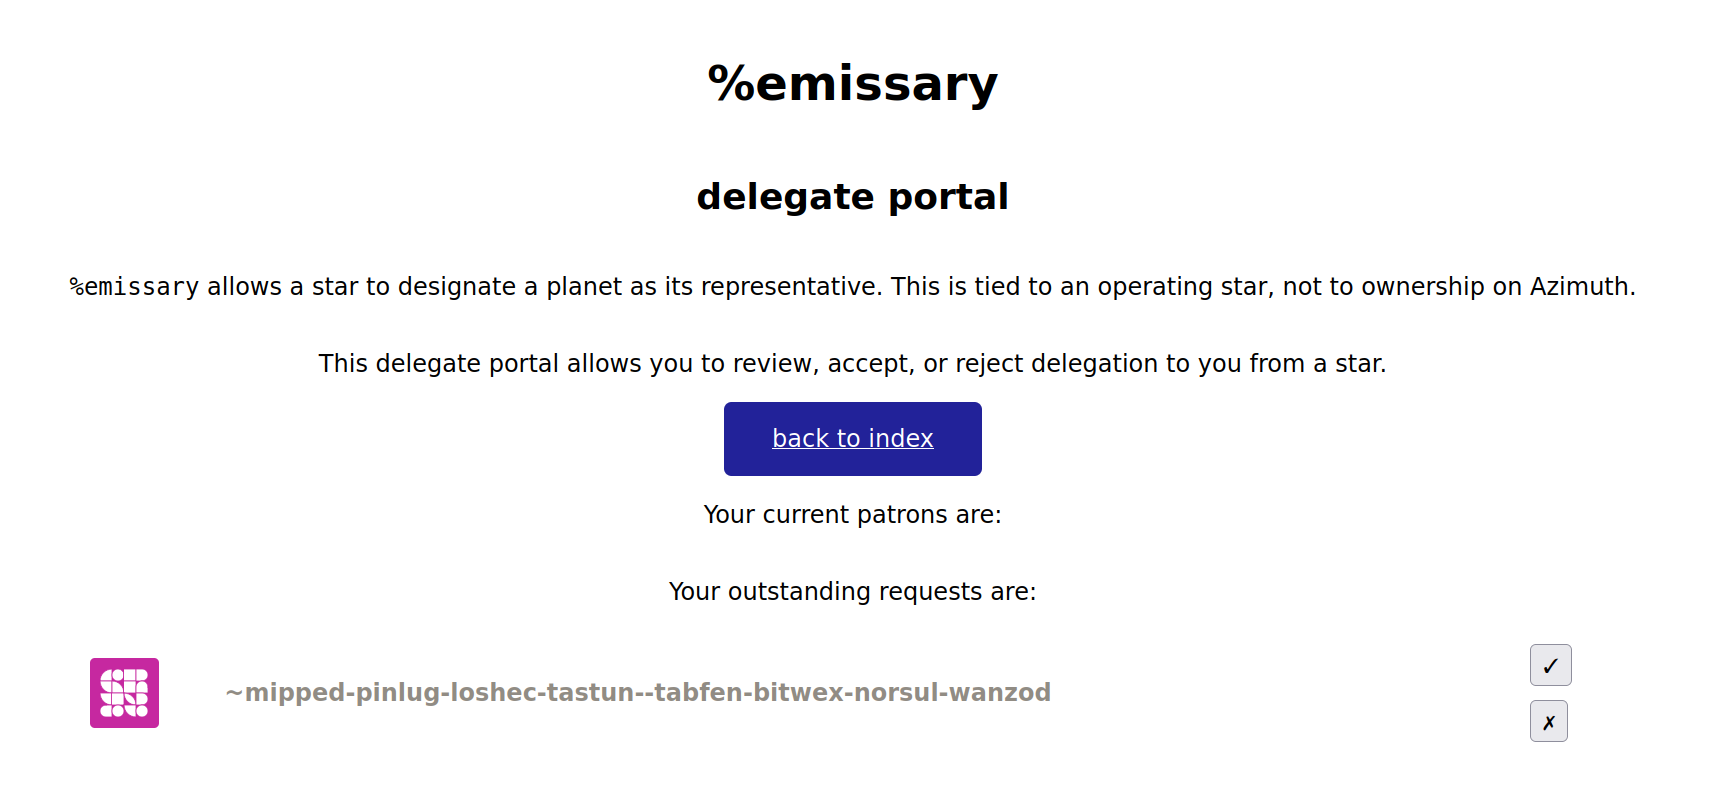 %emissary
delegate portal
%emissary allows a star to designate a planet as its representative. This is tied to an operating star, not to ownership on Azimuth.
This delegate portal allows you to review, accept, or reject delegation to you from a star.
back to index
Your current patrons are:
Your outstanding requests are:
✓
~mipped-pinlug-loshec-tastun--tabfen-bitwex-norsul-wanzod
✗